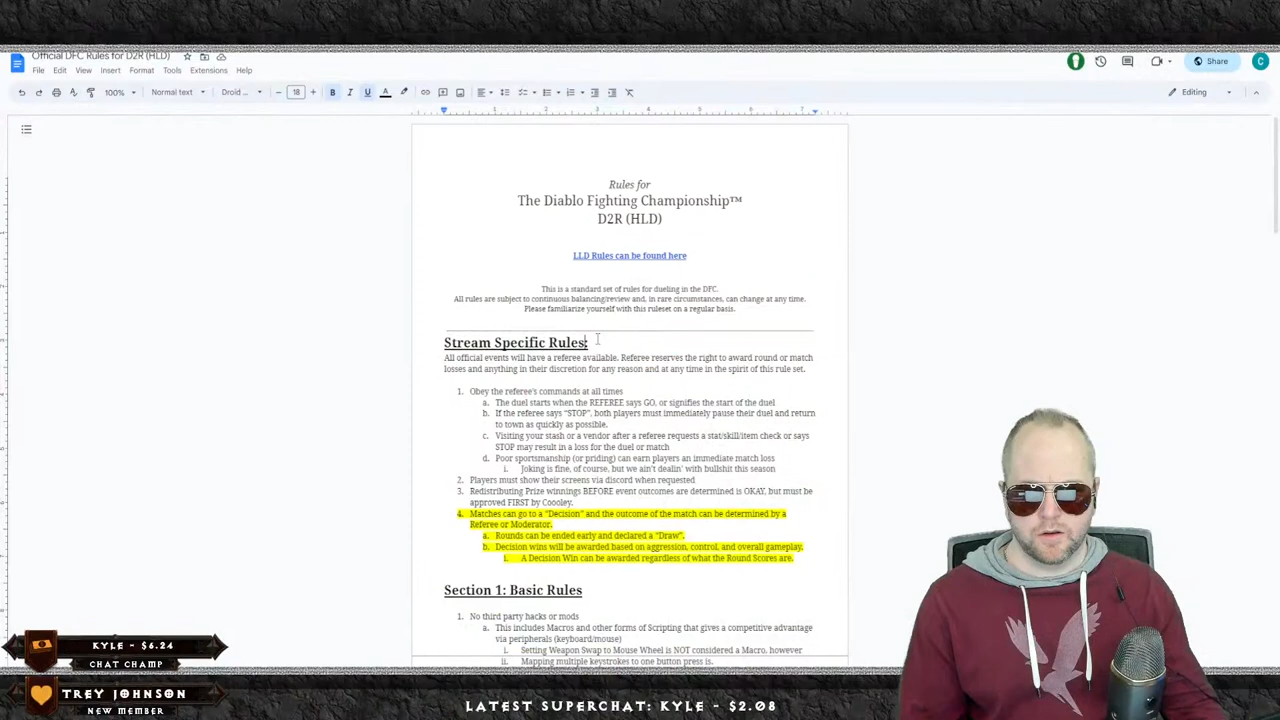 Official DFC Rules for D2R (HLD)
File Edit View Insert Format Tools Extensions Help
Share
C
100% Normal text Droid ... 18 B I U A
Editing
1 2 3 4 5 6 7
Rules for
The Diablo Fighting Championship™
D2R (HLD)
LLD Rules can be found here
This is a standard set of rules for dueling in the DFC.
All rules are subject to continuous balancing/review and, in rare circumstances, can change at any time.
Please familiarize yourself with this ruleset on a regular basis.
Stream Specific Rules:
All official events will have a referee available. Referee reserves the right to award round or match
losses and anything in their discretion for any reason and at any time in the spirit of this rule set.
1. Obey the referee's commands at all times
a. The duel starts when the REFEREE says GO, or signifies the start of the duel
b. If the referee says "STOP", both players must immediately pause their duel and return
to town as quickly as possible.
c. Visiting your stash or a vendor after a referee requests a stat/skill/item check or says
STOP may result in a loss for the duel or match
d. Poor sportsmanship (or priding) can earn players an immediate match loss
i. Joking is fine, of course, but we ain't dealin' with bullshit this season
2. Players must show their screens via discord when requested
3. Redistributing Prize winnings BEFORE event outcomes are determined is OKAY, but must be
approved FIRST by Coooley.
4. Matches can go to a "Decision" and the outcome of the match can be determined by a
Referee or Moderator.
a. Rounds can be ended early and declared a "Draw".
b. Decision wins will be awarded based on aggression, control, and overall gameplay.
i. A Decision Win can be awarded regardless of what the Round Scores are.
Section 1: Basic Rules
1. No third party hacks or mods
a. This includes Macros and other forms of Scripting that gives a competitive advantage
via peripherals (keyboard/mouse)
i. Setting Weapon Swap to Mouse Wheel is NOT considered a Macro, however
ii. Mapping multiple keystrokes to one button press is.
KYLE - $6.24
CHAT CHAMP
TREY JOHNSON
NEW MEMBER
LATEST SUPERCHAT: KYLE - $2.08